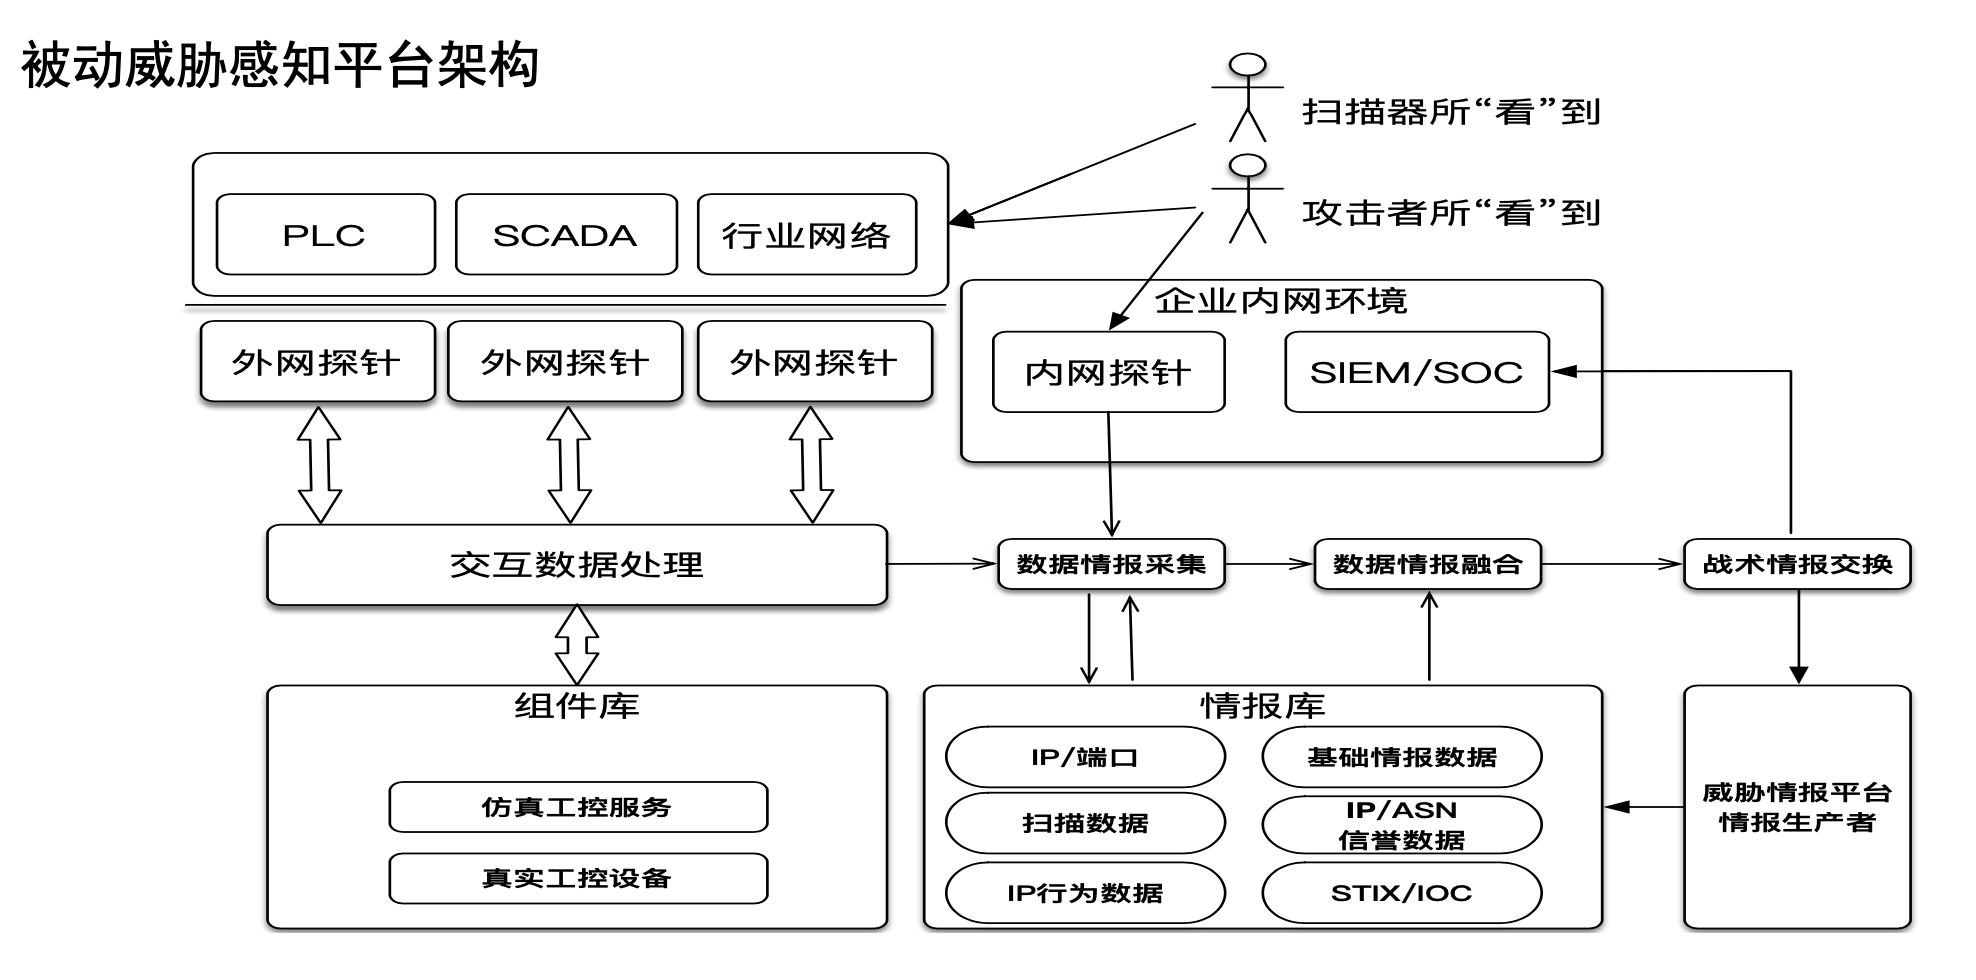 被动威胁感知平台架构
扫描器所“看”到
攻击者所“看”到
PLC
SCADA
行业网络
外网探针
外网探针
外网探针
企业内网环境
内网探针
SIEM/SOC
交互数据处理
数据情报采集
数据情报融合
战术情报交换
组件库
仿真工控服务
真实工控设备
情报库
IP/端口
基础情报数据
扫描数据
IP/ASN
信誉数据
IP行为数据
STIX/IOC
威胁情报平台
情报生产者